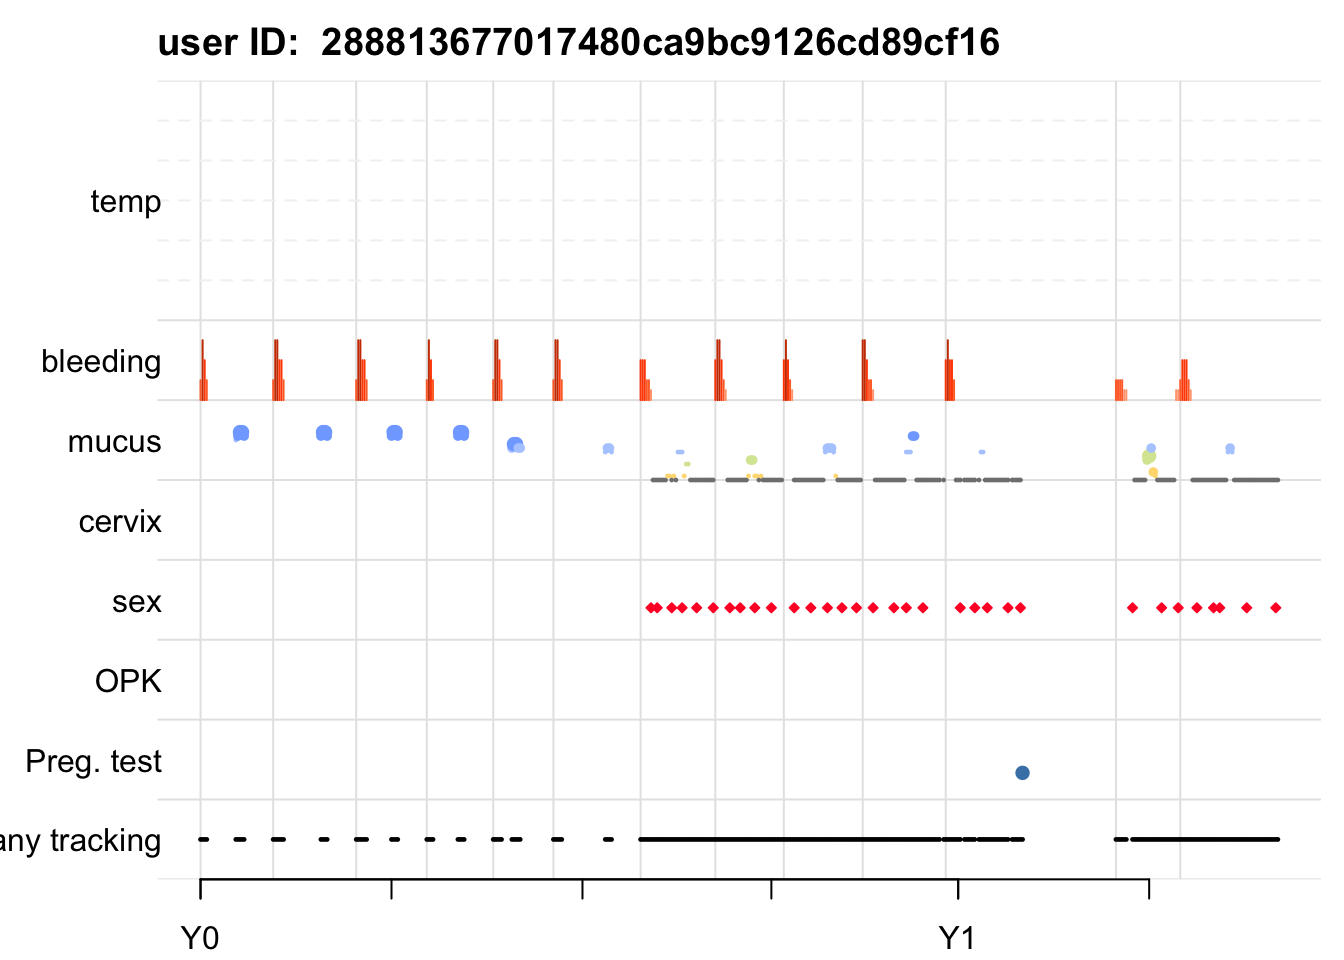 user ID:  288813677017480ca9bc9126cd89cf16
temp
bleeding
mucus
cervix
sex
OPK
Preg. test
any tracking
Y0
Y1